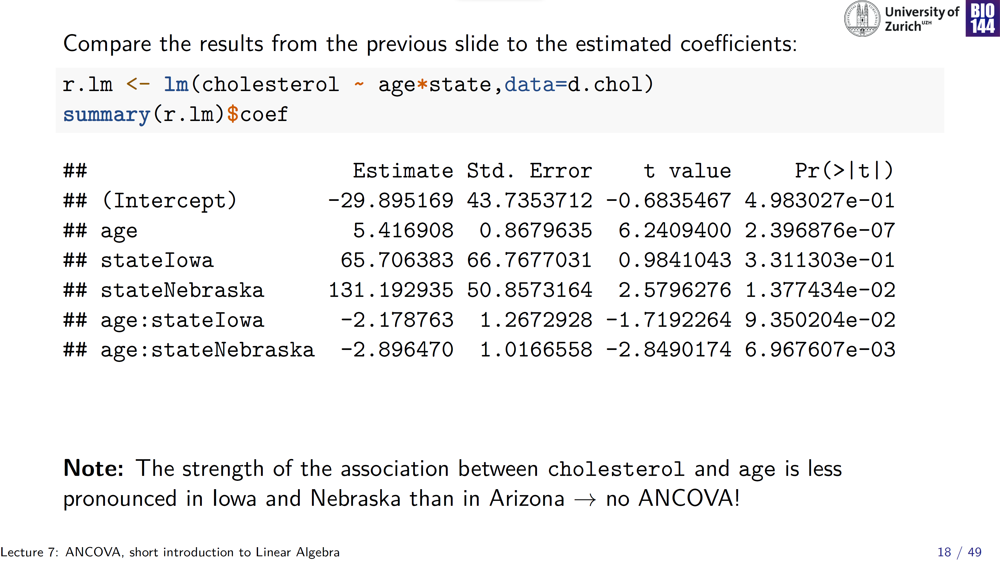 University of
Zurich UZH
BIO
144
Compare the results from the previous slide to the estimated coefficients:
r.lm <- lm(cholesterol ~ age*state,data=d.chol)
summary(r.lm)$coef
##                    Estimate Std. Error    t value     Pr(>|t|)
## (Intercept)      -29.895169 43.7353712 -0.6835467 4.983027e-01
## age                5.416908  0.8679635  6.2409400 2.396876e-07
## stateIowa         65.706383 66.7677031  0.9841043 3.311303e-01
## stateNebraska    131.192935 50.8573164  2.5796276 1.377434e-02
## age:stateIowa     -2.178763  1.2672928 -1.7192264 9.350204e-02
## age:stateNebraska -2.896470  1.0166558 -2.8490174 6.967607e-03
Note: The strength of the association between cholesterol and age is less
pronounced in Iowa and Nebraska than in Arizona → no ANCOVA!
Lecture 7: ANCOVA, short introduction to Linear Algebra
18 / 49